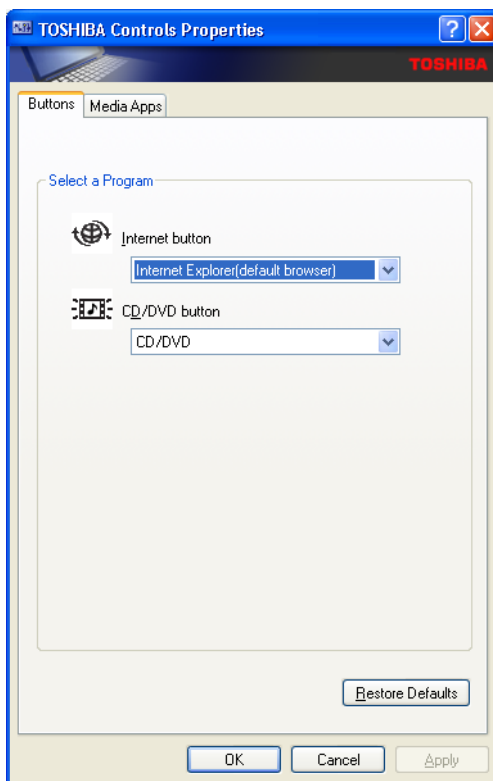 TOSHIBA Controls Properties
TOSHIBA
Buttons Media Apps
Select a Program
Internet button
Internet Explorer(default browser)
CD/DVD button
CD/DVD
Restore Defaults
OK Cancel Apply